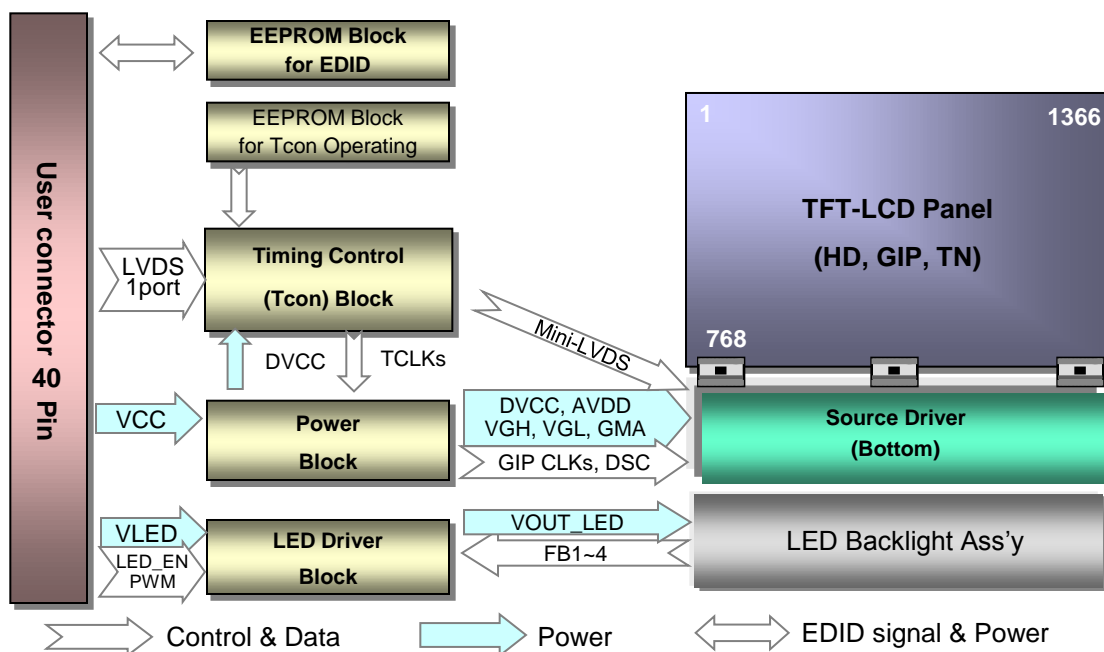 User connector 40 Pin
EEPROM Block
for EDID
EEPROM Block
for Tcon Operating
LVDS
1port
Timing Control
(Tcon) Block
DVCC
TCLKs
Mini-LVDS
VCC
Power
Block
DVCC, AVDD
VGH, VGL, GMA
GIP CLKs, DSC
VLED
LED_EN
PWM
LED Driver
Block
VOUT_LED
FB1~4
1
1366
TFT-LCD Panel
(HD, GIP, TN)
768
Source Driver
(Bottom)
LED Backlight Ass'y
Control & Data
Power
EDID signal & Power